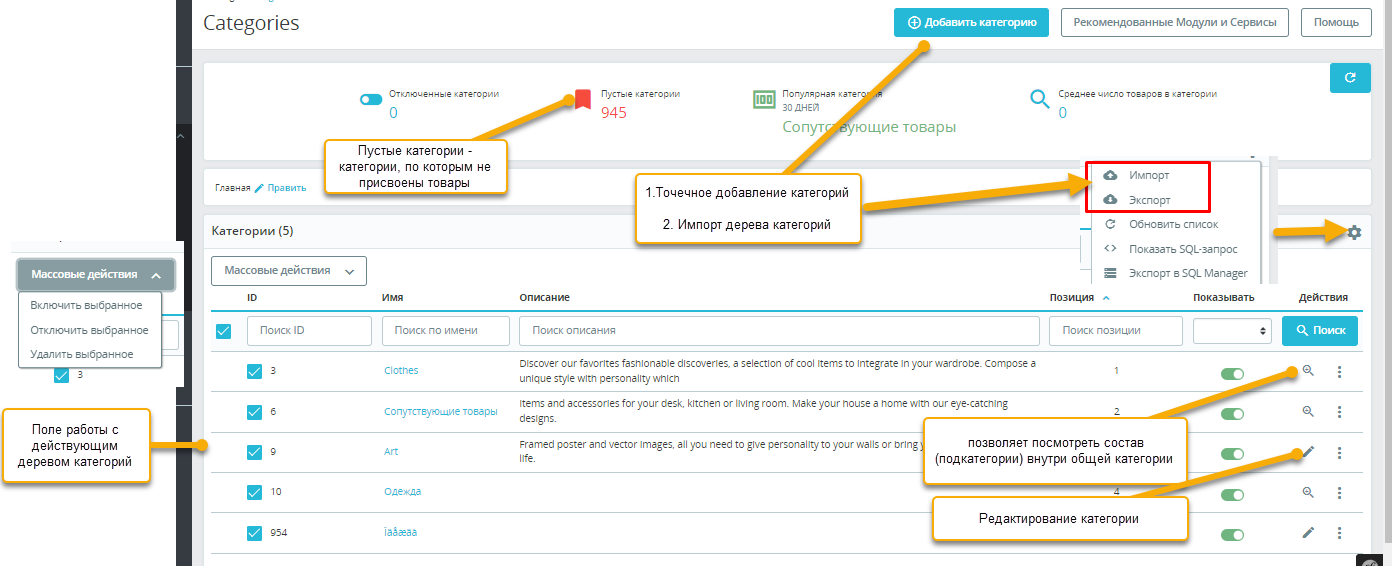 Categories
Добавить категорию
Рекомендованные Модули и Сервисы
Помощь
Отключенные категории
0
Пустые категории
945
Популярная категория
30 ДНЕЙ
Сопутствующие товары
Среднее число товаров в категории
0
Пустые категории -
категории, по которым не
присвоены товары
1.Точечное добавление категорий
2. Импорт дерева категорий
Импорт
Экспорт
Обновить список
Показать SQL-запрос
Экспорт в SQL Manager
Главная Править
Категории (5)
Массовые действия
Массовые действия
Включить выбранное
Отключить выбранное
Удалить выбранное
3
ID Имя Описание Позиция Показывать Действия
Поиск ID Поиск по имени Поиск описания Поиск позиции Поиск
3 Clothes Discover our favorites fashionable discoveries, a selection of cool items to integrate in your wardrobe. Compose a 1
unique style with personality which
6 Сопутствующие товары Items and accessories for your desk, kitchen or living room. Make your house a home with our eye-catching 2
designs.
9 Art Framed poster and vector images, all you need to give personality to your walls or bring
life.
10 Одежда 4
954 Ïäåæäà
Поле работы с
действующим
деревом категорий
позволяет посмотреть состав
(подкатегории) внутри общей категории
Редактирование категории